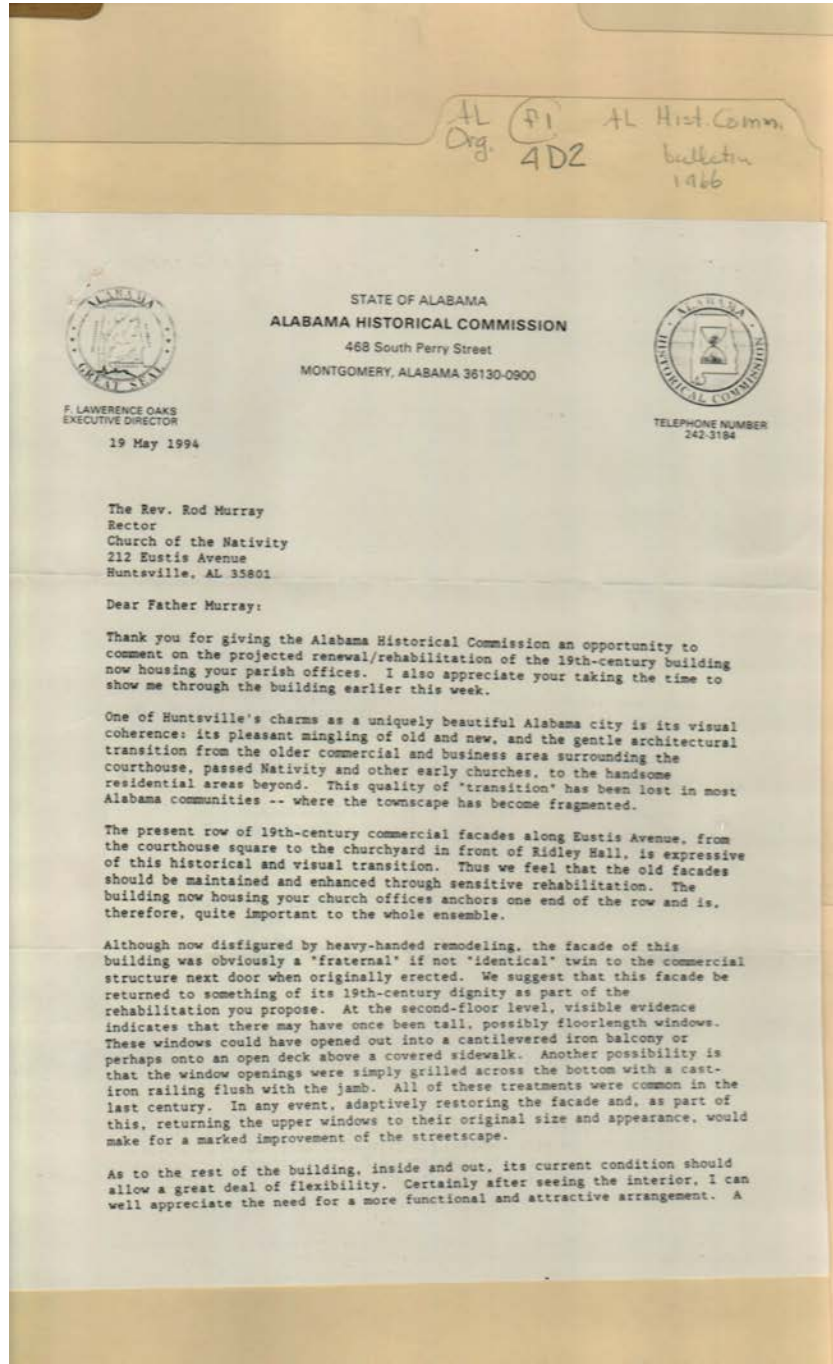 AL F1 AL Hist. Comm.
Org. 4D2 bulletin
1966
STATE OF ALABAMA
ALABAMA HISTORICAL COMMISSION
468 South Perry Street
MONTGOMERY, ALABAMA 36130-0900
ALABAMA
GREAT SEAL
F. LAWERENCE OAKS
EXECUTIVE DIRECTOR
ALABAMA
HISTORICAL COMMISSION
TELEPHONE NUMBER
242-3184
19 May 1994
The Rev. Rod Murray
Rector
Church of the Nativity
212 Eustis Avenue
Huntsville, AL 35801
Dear Father Murray:
Thank you for giving the Alabama Historical Commission an opportunity to
comment on the projected renewal/rehabilitation of the 19th-century building
now housing your parish offices. I also appreciate your taking the time to
show me through the building earlier this week.
One of Huntsville's charms as a uniquely beautiful Alabama city is its visual
coherence: its pleasant mingling of old and new, and the gentle architectural
transition from the older commercial and business area surrounding the
courthouse, passed Nativity and other early churches, to the handsome
residential areas beyond. This quality of "transition" has been lost in most
Alabama communities -- where the townscape has become fragmented.
The present row of 19th-century commercial facades along Eustis Avenue, from
the courthouse square to the churchyard in front of Ridley Hall, is expressive
of this historical and visual transition. Thus we feel that the old facades
should be maintained and enhanced through sensitive rehabilitation. The
building now housing your church offices anchors one end of the row and is,
therefore, quite important to the whole ensemble.
Although now disfigured by heavy-handed remodeling, the facade of this
building was obviously a "fraternal" if not "identical" twin to the commercial
structure next door when originally erected. We suggest that this facade be
returned to something of its 19th-century dignity as part of the
rehabilitation you propose. At the second-floor level, visible evidence
indicates that there may have once been tall, possibly floorlength windows.
These windows could have opened out into a cantilevered iron balcony or
perhaps onto an open deck above a covered sidewalk. Another possibility is
that the window openings were simply grilled across the bottom with a cast-
iron railing flush with the jamb. All of these treatments were common in the
last century. In any event, adaptively restoring the facade and, as part of
this, returning the upper windows to their original size and appearance, would
make for a marked improvement of the streetscape.
As to the rest of the building, inside and out, its current condition should
allow a great deal of flexibility. Certainly after seeing the interior, I can
well appreciate the need for a more functional and attractive arrangement. A